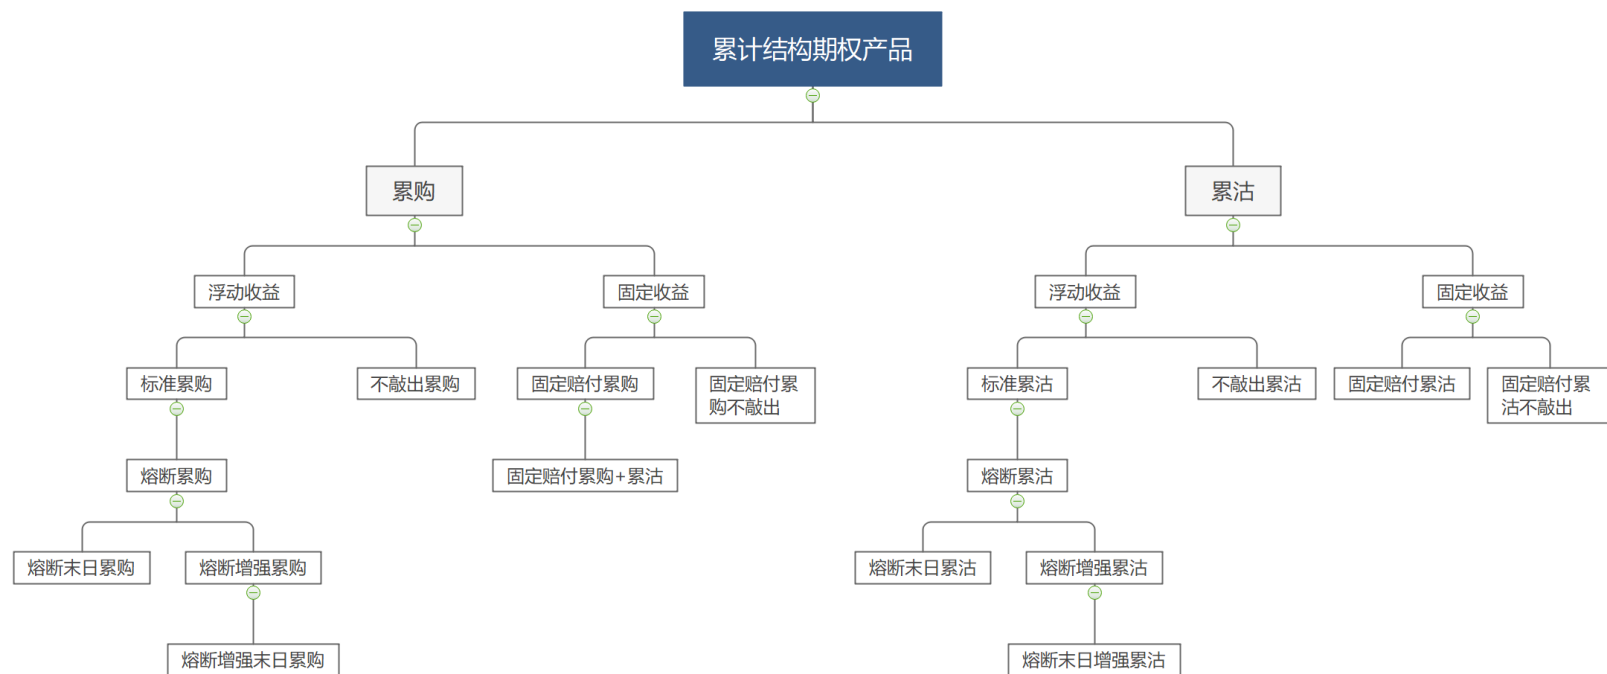 累计结构期权产品
累购
累沽
浮动收益
固定收益
浮动收益
固定收益
标准累购
不敲出累购
固定赔付累购
固定赔付累
购不敲出
标准累沽
不敲出累沽
固定赔付累沽
固定赔付累
沽不敲出
熔断累购
固定赔付累购+累沽
熔断累沽
熔断末日累购
熔断增强累购
熔断末日累沽
熔断增强累沽
熔断增强末日累购
熔断末日增强累沽